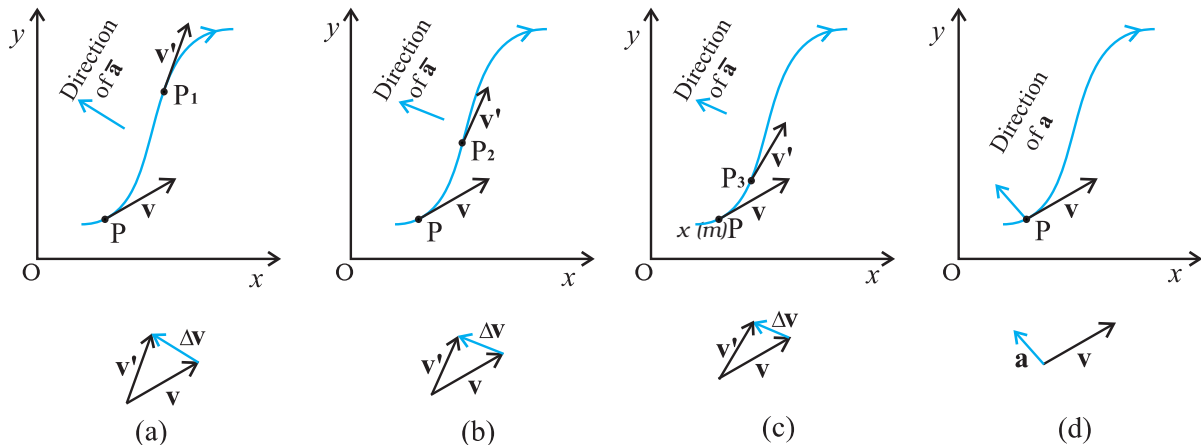 y
Direction
of a̅
v'
P₁
P
v
O
x
Δv
v'
v
(a)
y
Direction
of a̅
v'
P₂
P
v
O
x
Δv
v'
v
(b)
y
Direction
of a̅
v'
P₃
x (m)
P
v
O
x
Δv
v'
v
(c)
y
Direction
of a
P
v
O
x
a
v
(d)